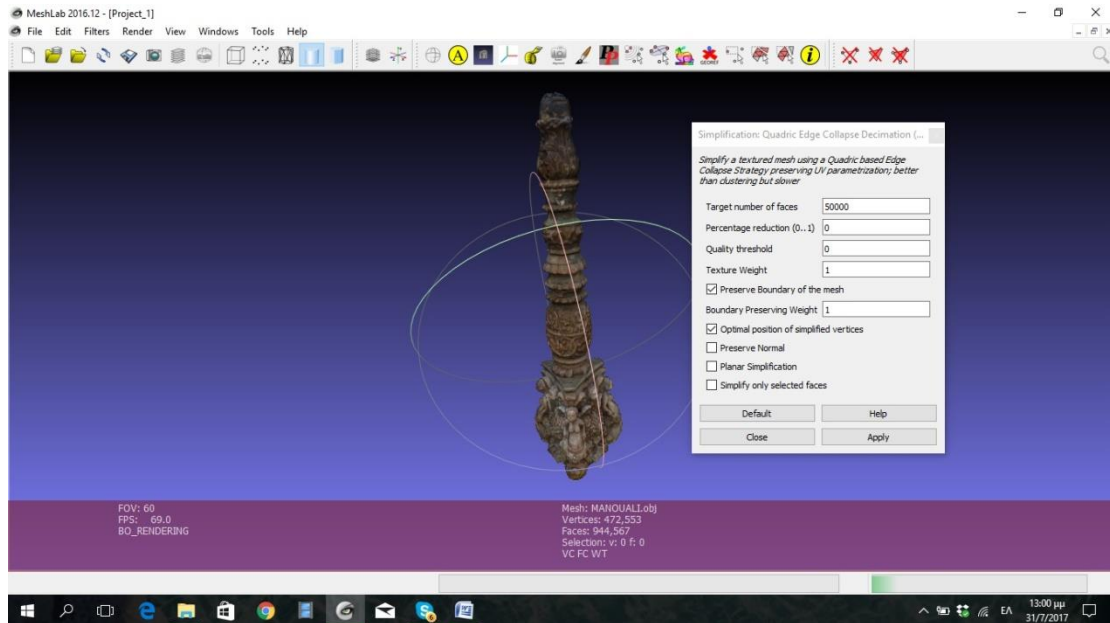 MeshLab 2016.12 - [Project_1]
File Edit Filters Render View Windows Tools Help
A
i
Simplification: Quadric Edge Collapse Decimation (...
Simplify a textured mesh using a Quadric based Edge
Collapse Strategy preserving UV parametrization; better
than clustering but slower
Target number of faces 50000
Percentage reduction (0..1) 0
Quality threshold 0
Texture Weight 1
Preserve Boundary of the mesh
Boundary Preserving Weight 1
Optimal position of simplified vertices
Preserve Normal
Planar Simplification
Simplify only selected faces
Default Help
Close Apply
FOV: 60
FPS: 69.0
BO_RENDERING
Mesh: MANOUALI.obj
Vertices: 472,553
Faces: 944,567
Selection: v: 0 f: 0
VC FC WT
ΕΛ
13:00 μμ
31/7/2017